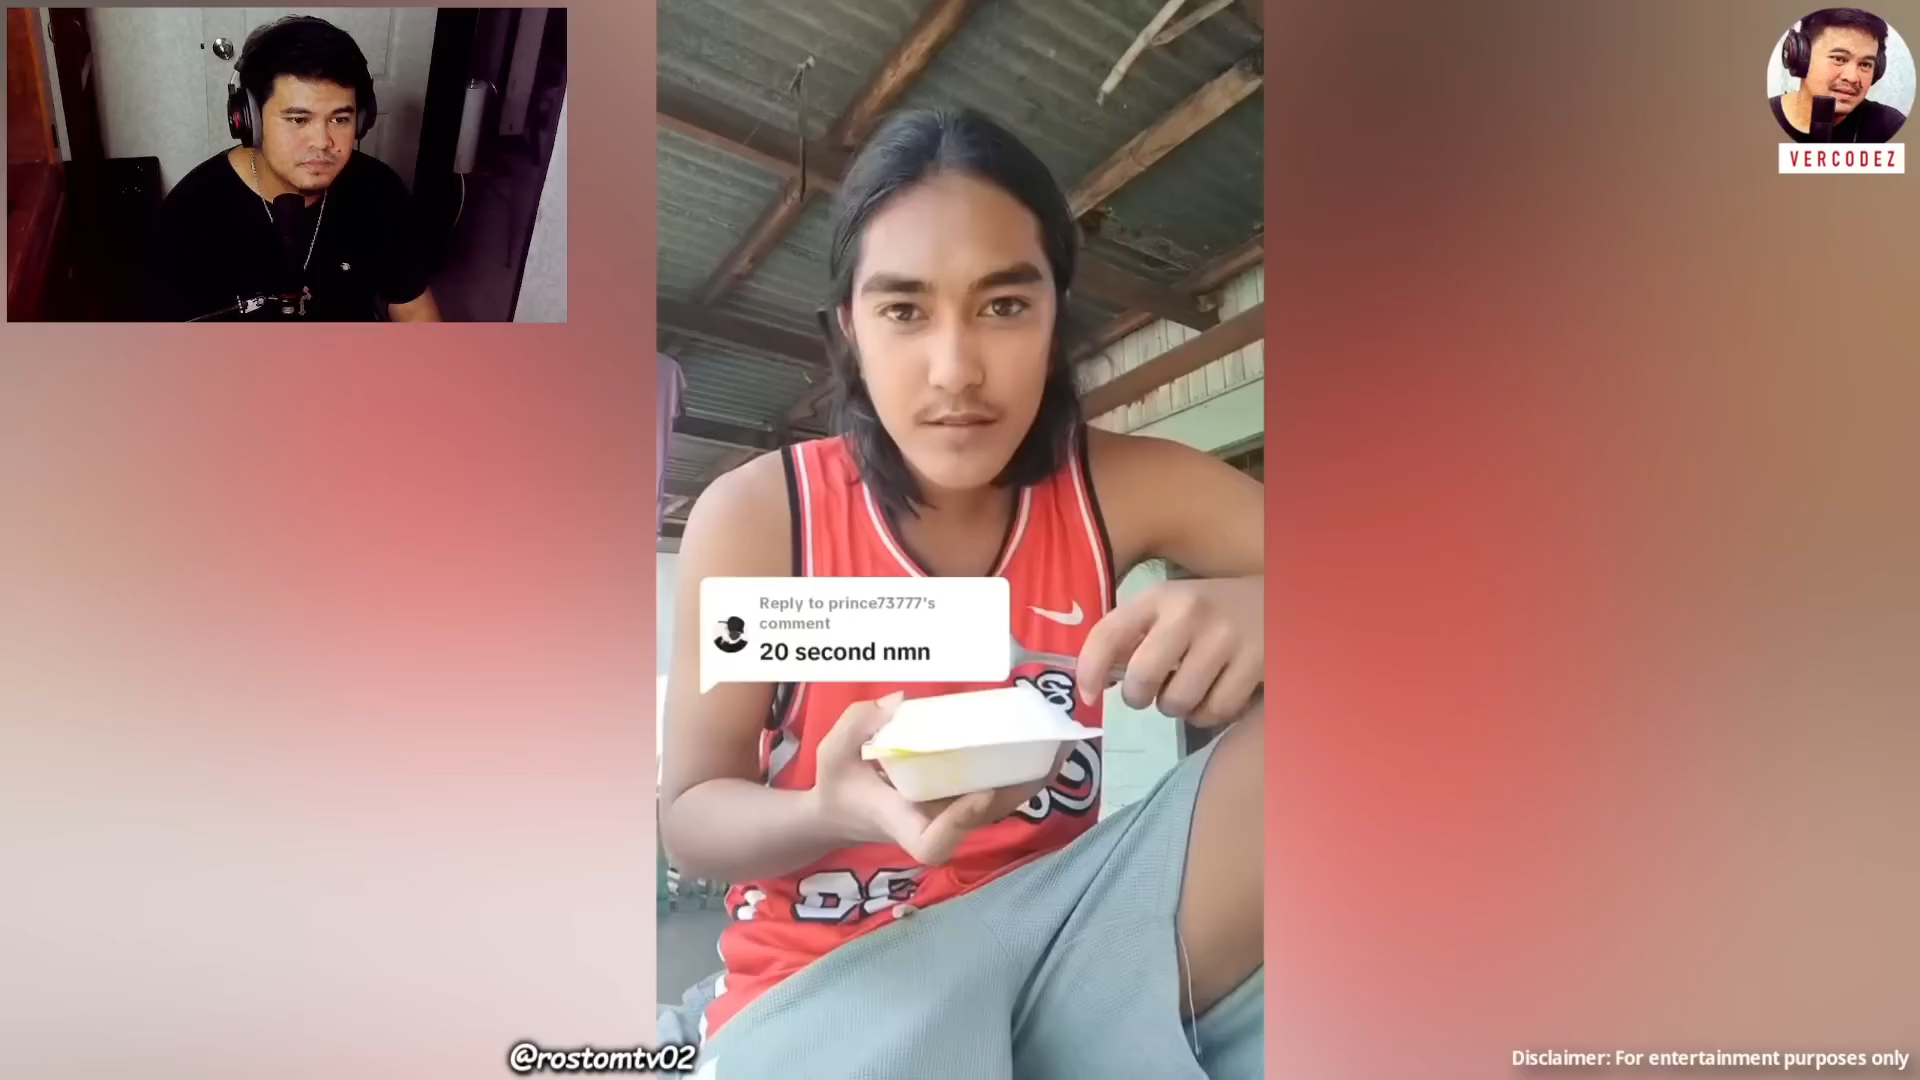 VERCODEZ
Reply to prince73777's
comment
20 second nmn
@rostomtv02
Disclaimer: For entertainment purposes only